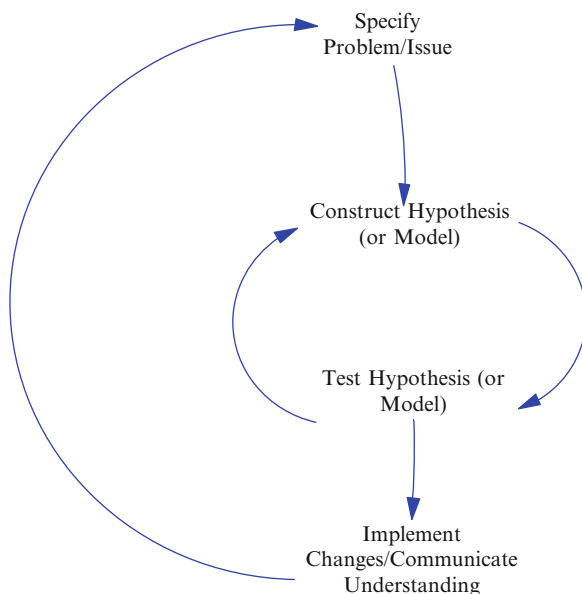 Specify
Problem/Issue
Construct Hypothesis
(or Model)
Test Hypothesis (or
Model)
Implement
Changes/Communicate
Understanding